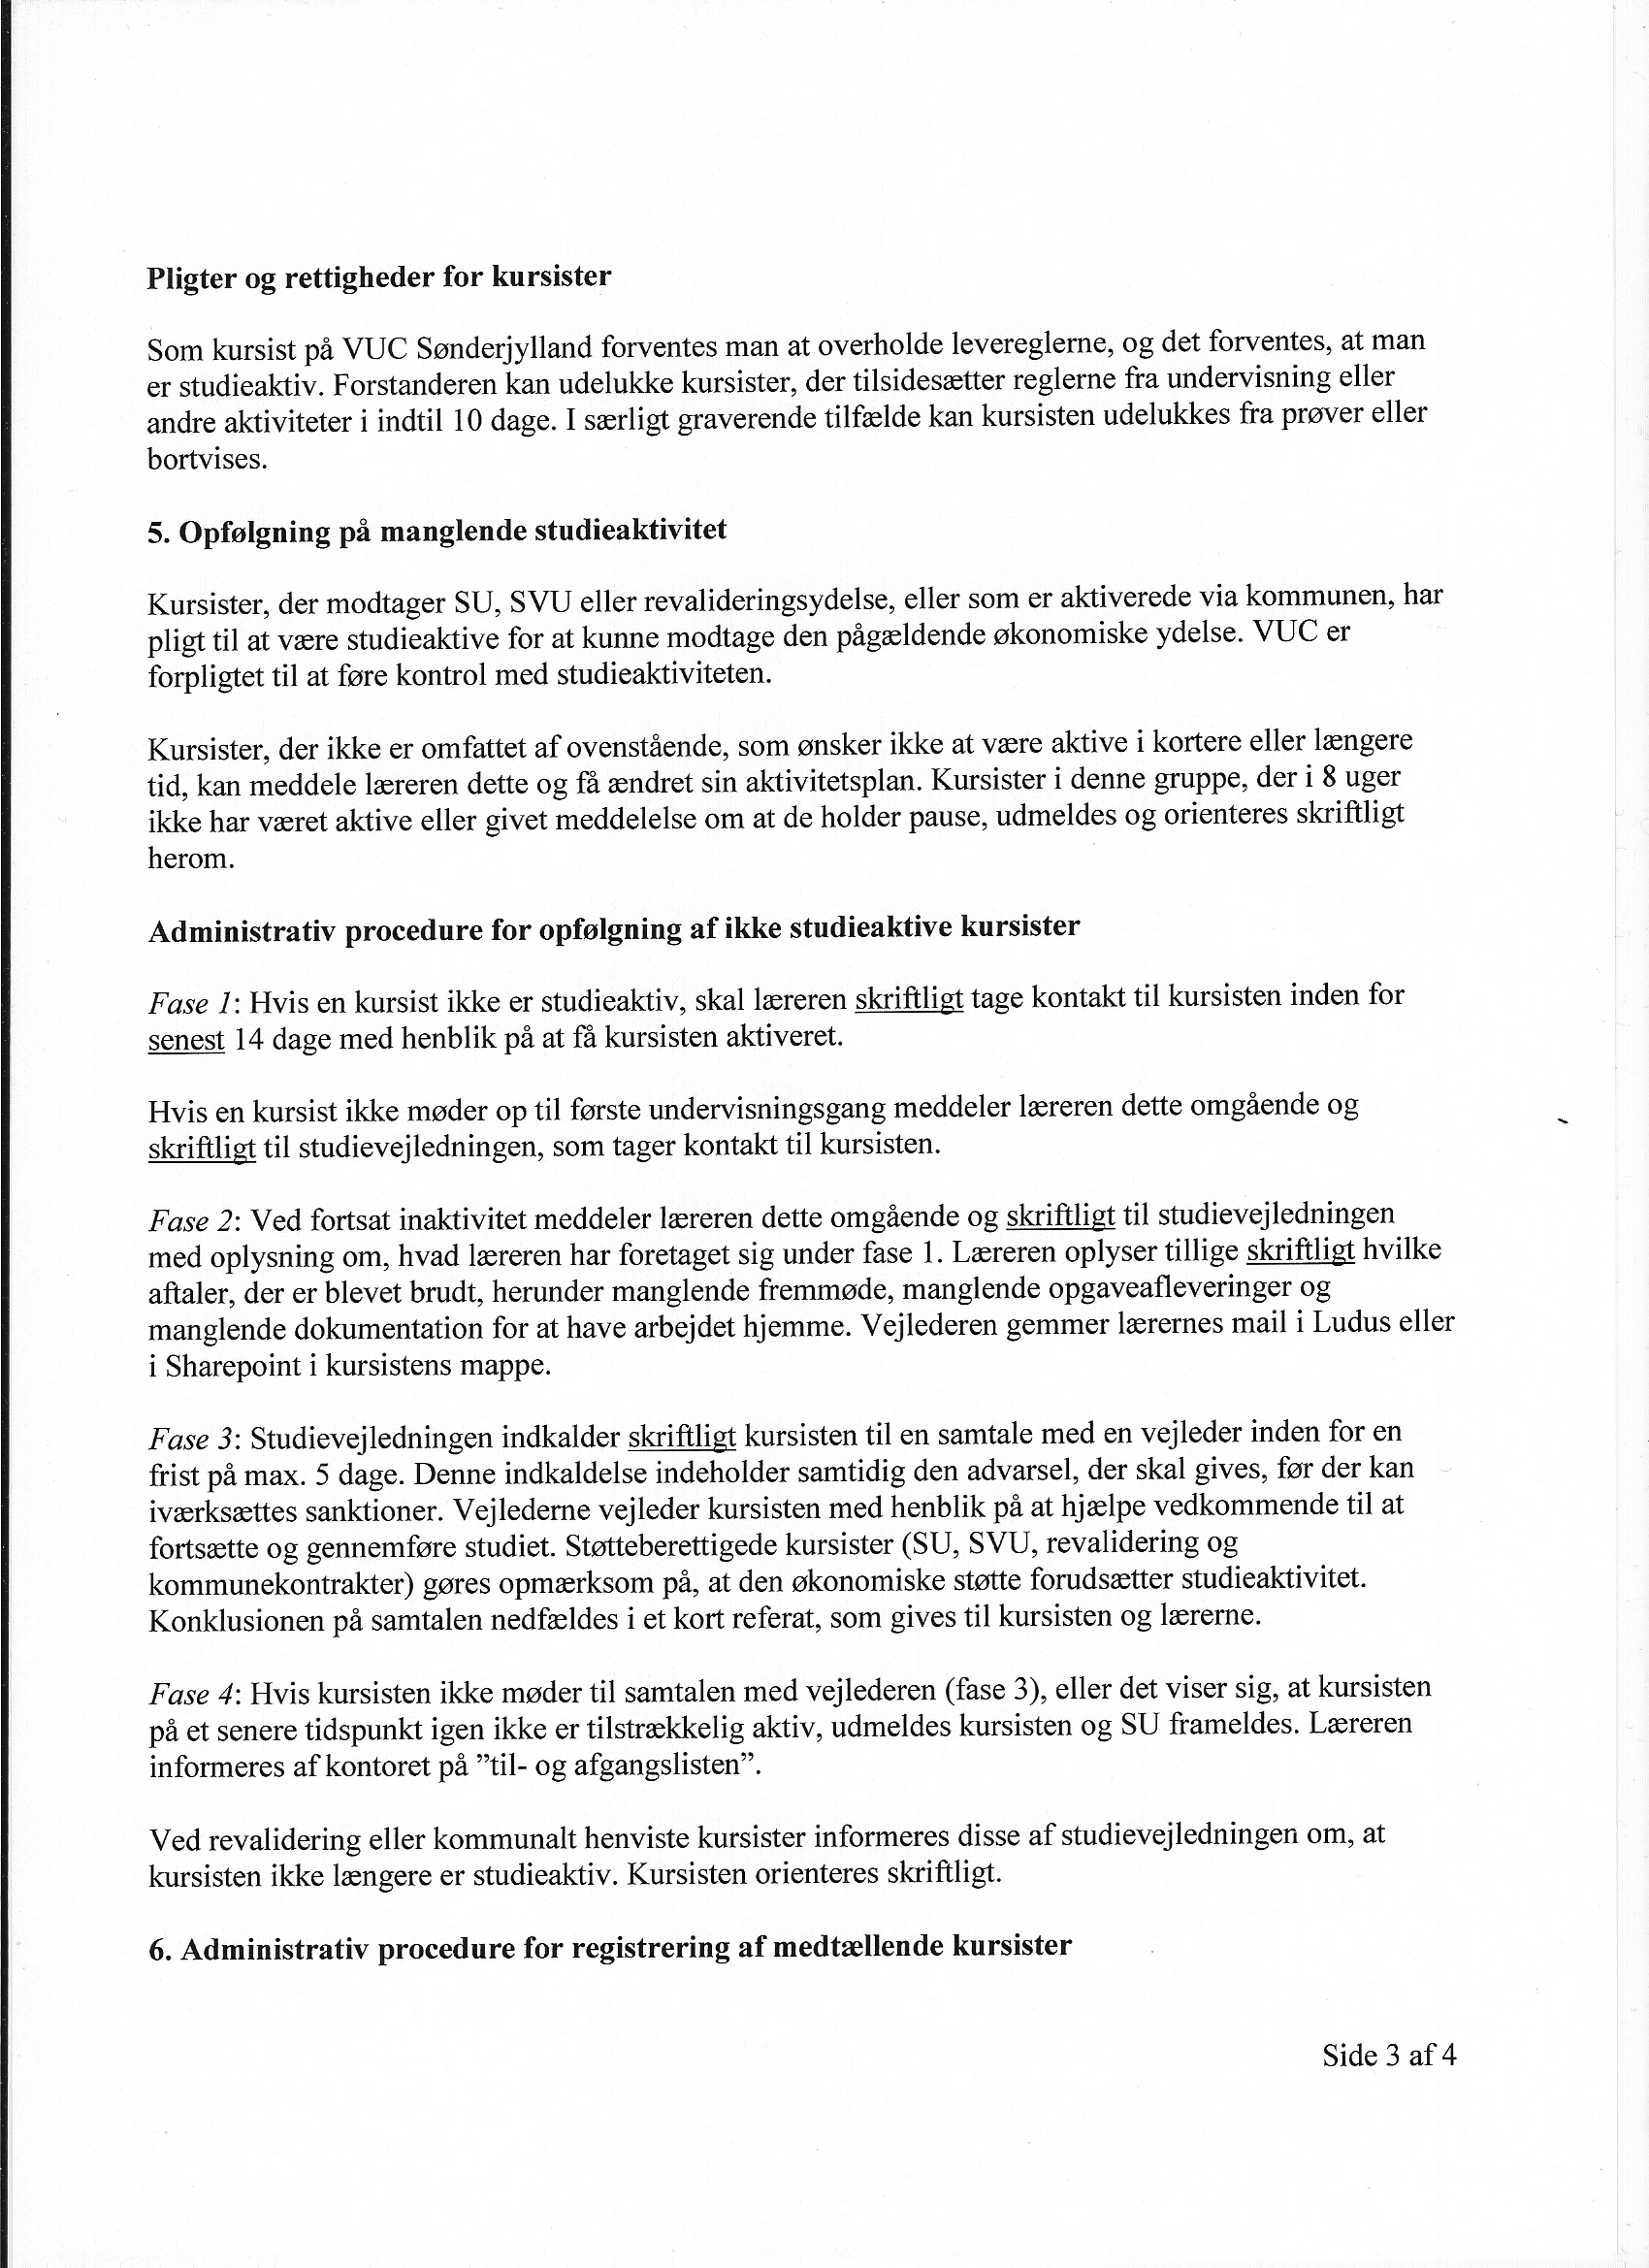 Pligter og rettigheder for kursister
Som kursist på VUC Sønderjylland forventes man at overholde levereglerne, og det forventes, at man
er studieaktiv. Forstanderen kan udelukke kursister, der tilsidesætter reglerne fra undervisning eller
andre aktiviteter i indtil 10 dage. I særligt graverende tilfælde kan kursisten udelukkes fra prøver eller
bortvises.
5. Opfølgning på manglende studieaktivitet
Kursister, der modtager SU, SVU eller revalideringsydelse, eller som er aktiverede via kommunen, har
pligt til at være studieaktive for at kunne modtage den pågældende økonomiske ydelse. VUC er
forpligtet til at føre kontrol med studieaktiviteten.
Kursister, der ikke er omfattet af ovenstående, som ønsker ikke at være aktive i kortere eller længere
tid, kan meddele læreren dette og få ændret sin aktivitetsplan. Kursister i denne gruppe, der i 8 uger
ikke har været aktive eller givet meddelelse om at de holder pause, udmeldes og orienteres skriftligt
herom.
Administrativ procedure for opfølgning af ikke studieaktive kursister
Fase 1: Hvis en kursist ikke er studieaktiv, skal læreren skriftligt tage kontakt til kursisten inden for
senest 14 dage med henblik på at få kursisten aktiveret.
Hvis en kursist ikke møder op til første undervisningsgang meddeler læreren dette omgående og
skriftligt til studievejledningen, som tager kontakt til kursisten.
Fase 2: Ved fortsat inaktivitet meddeler læreren dette omgående og skriftligt til studievejledningen
med oplysning om, hvad læreren har foretaget sig under fase 1. Læreren oplyser tillige skriftligt hvilke
aftaler, der er blevet brudt, herunder manglende fremmøde, manglende opgaveafleveringer og
manglende dokumentation for at have arbejdet hjemme. Vejlederen gemmer lærernes mail i Ludus eller
i Sharepoint i kursistens mappe.
Fase 3: Studievejledningen indkalder skriftligt kursisten til en samtale med en vejleder inden for en
frist på max. 5 dage. Denne indkaldelse indeholder samtidig den advarsel, der skal gives, før der kan
iværksættes sanktioner. Vejlederne vejleder kursisten med henblik på at hjælpe vedkommende til at
fortsætte og gennemføre studiet. Støtteberettigede kursister (SU, SVU, revalidering og
kommunekontrakter) gøres opmærksom på, at den økonomiske støtte forudsætter studieaktivitet.
Konklusionen på samtalen nedfældes i et kort referat, som gives til kursisten og lærerne.
Fase 4: Hvis kursisten ikke møder til samtalen med vejlederen (fase 3), eller det viser sig, at kursisten
på et senere tidspunkt igen ikke er tilstrækkelig aktiv, udmeldes kursisten og SU frameldes. Læreren
informeres af kontoret på ”til- og afgangslisten”.
Ved revalidering eller kommunalt henviste kursister informeres disse af studievejledningen om, at
kursisten ikke længere er studieaktiv. Kursisten orienteres skriftligt.
6. Administrativ procedure for registrering af medtællende kursister
Side 3 af 4